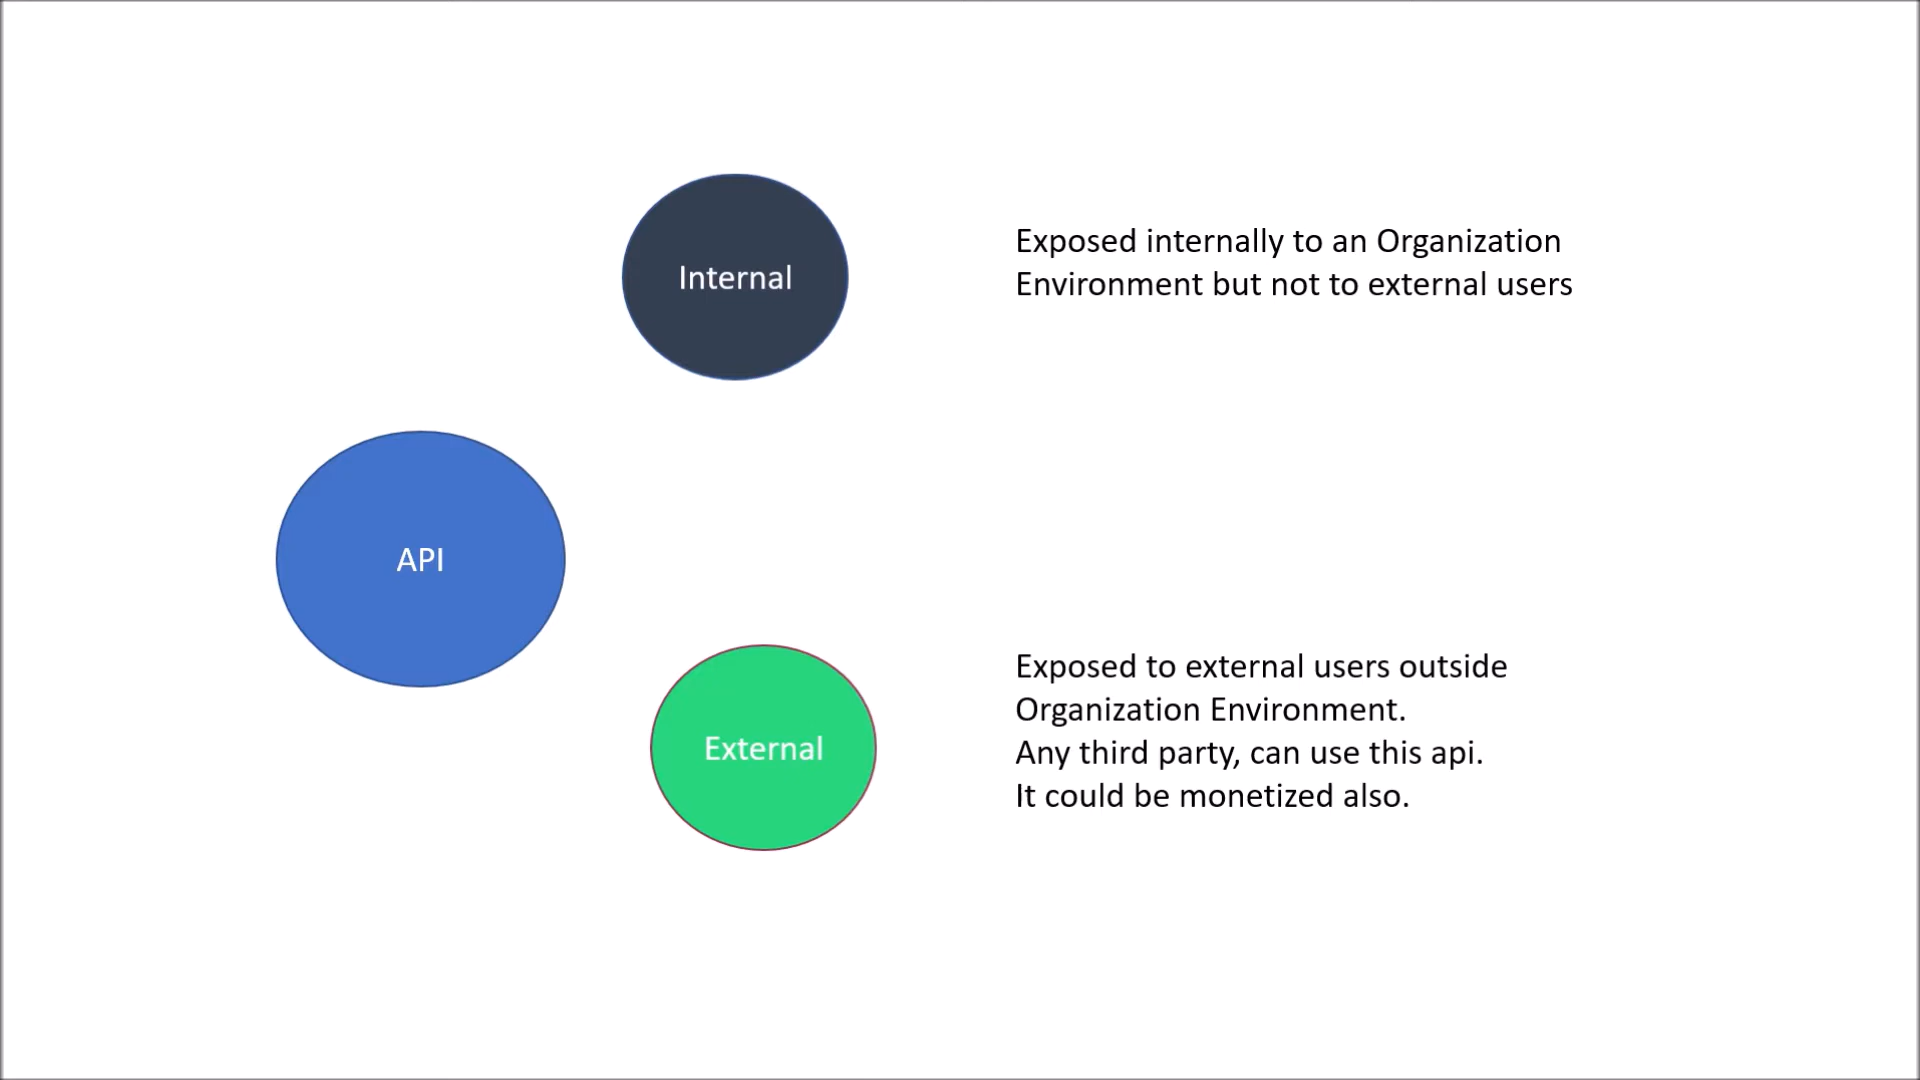 Internal
Exposed internally to an Organization
Environment but not to external users
API
External
Exposed to external users outside
Organization Environment.
Any third party, can use this api.
It could be monetized also.